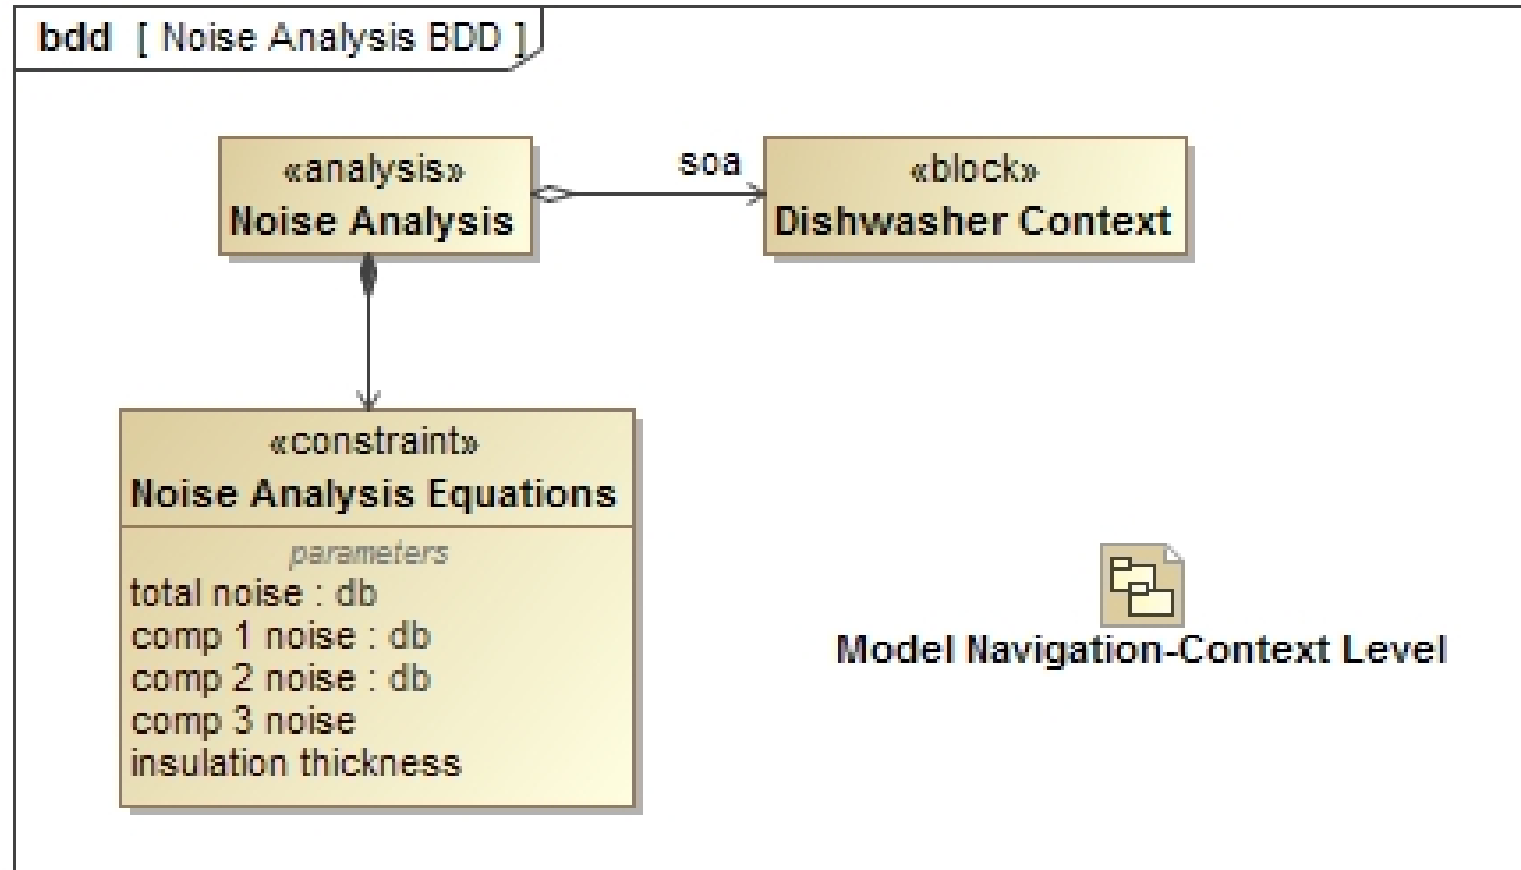 bdd [ Noise Analysis BDD ]
«analysis»
Noise Analysis
soa
«block»
Dishwasher Context
«constraint»
Noise Analysis Equations
parameters
total noise : db
comp 1 noise : db
comp 2 noise : db
comp 3 noise
insulation thickness
Model Navigation-Context Level